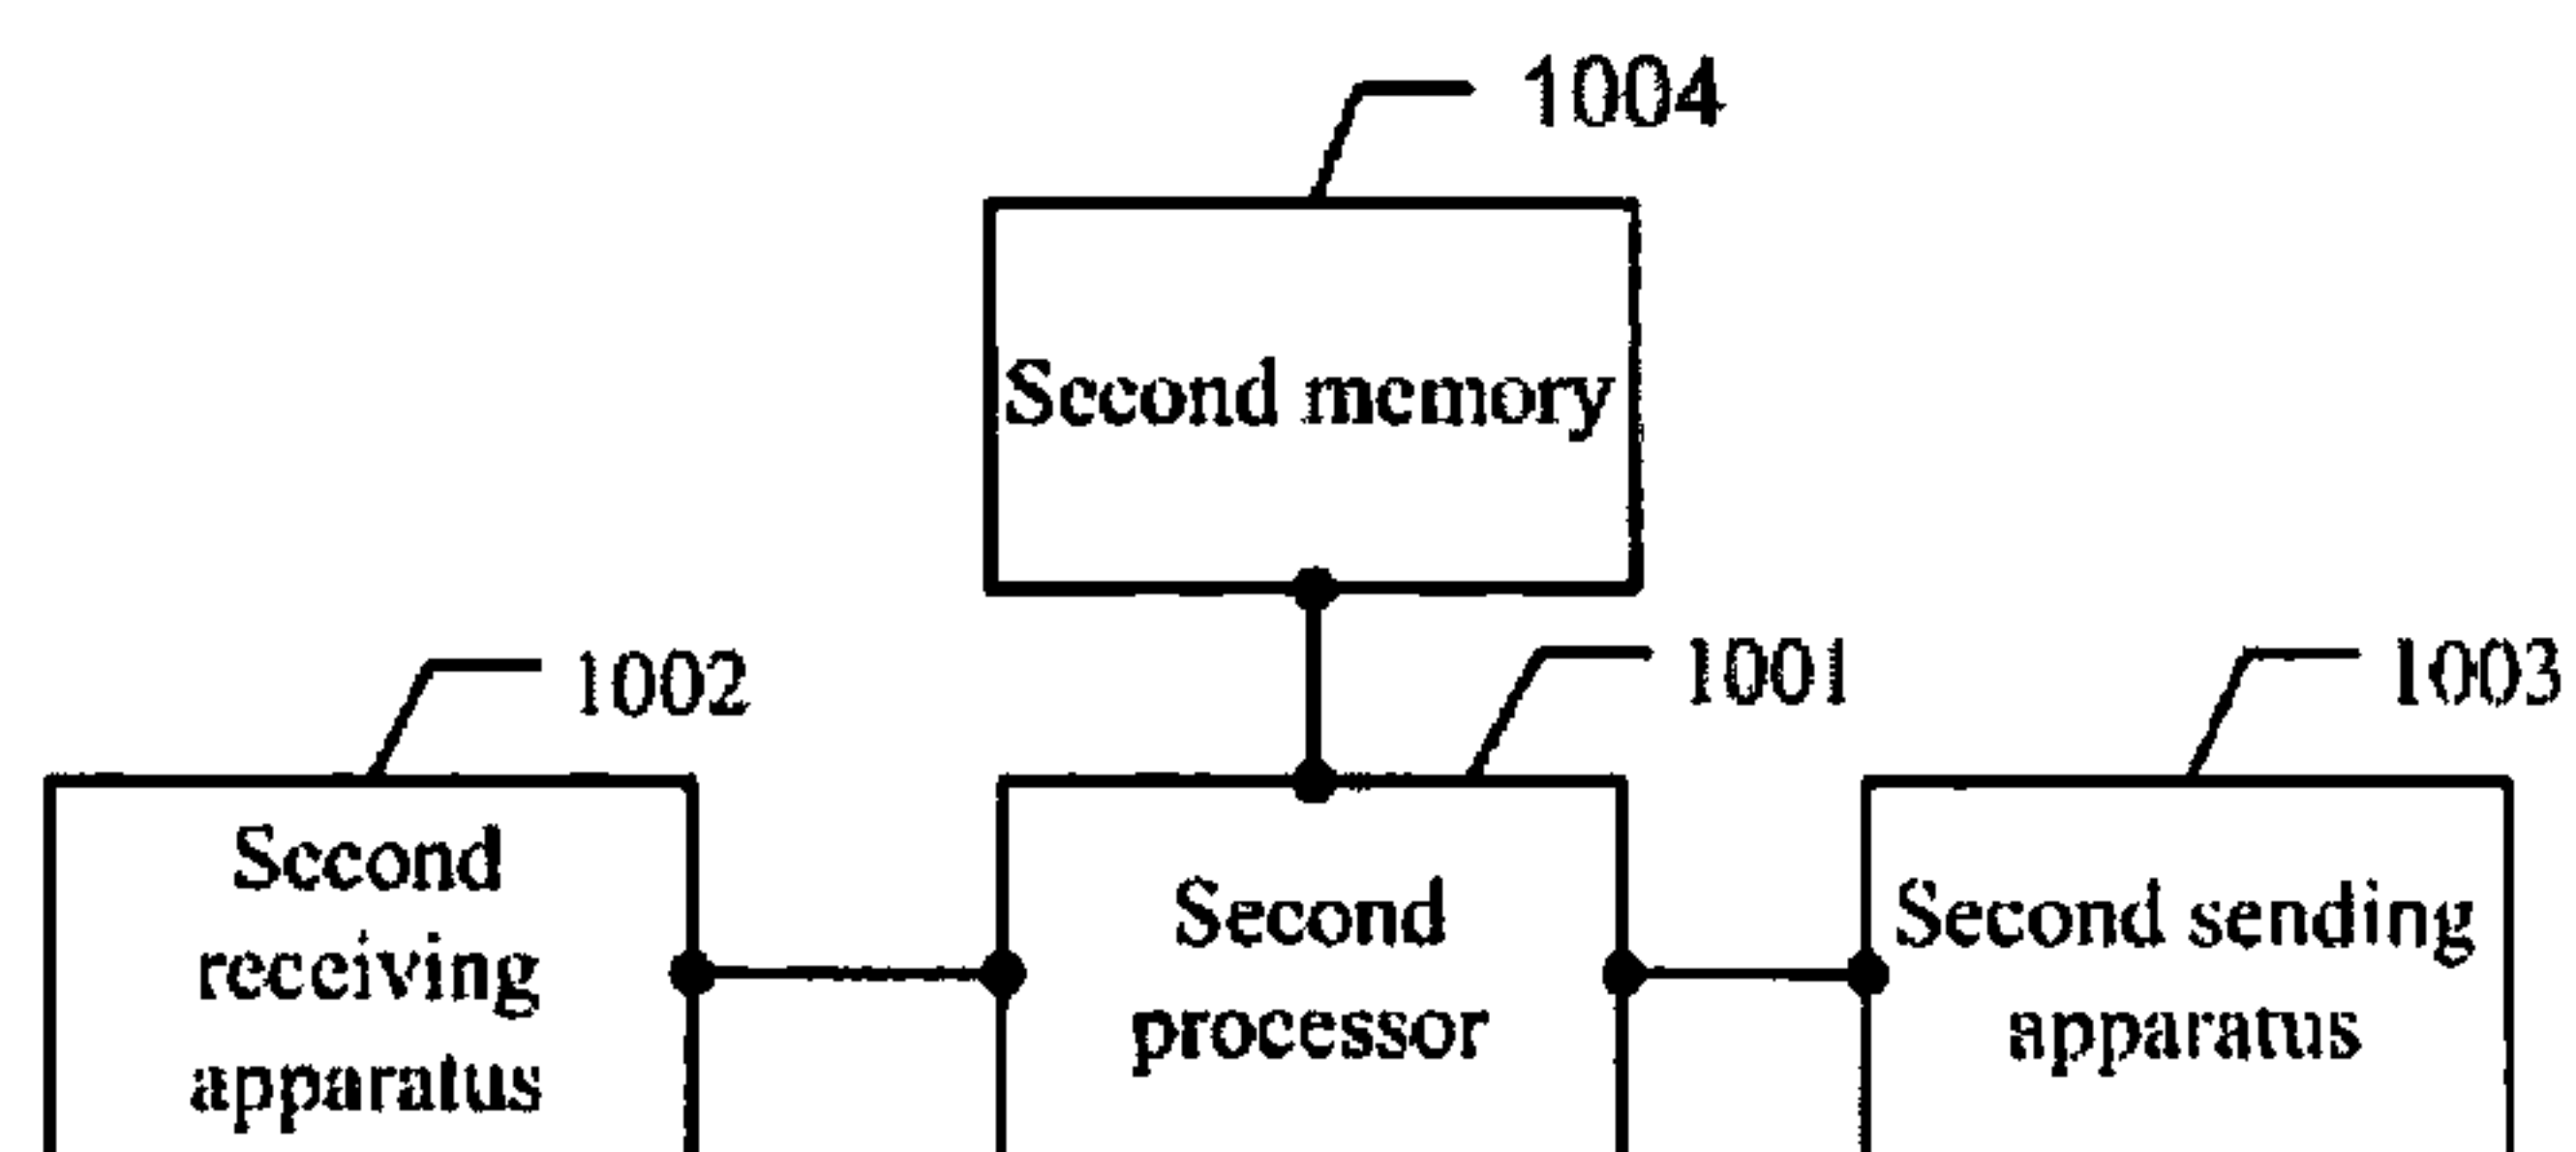 1004
Second memory
1002
1001
1003
Second
receiving
apparatus
Second
processor
Second sending
apparatus